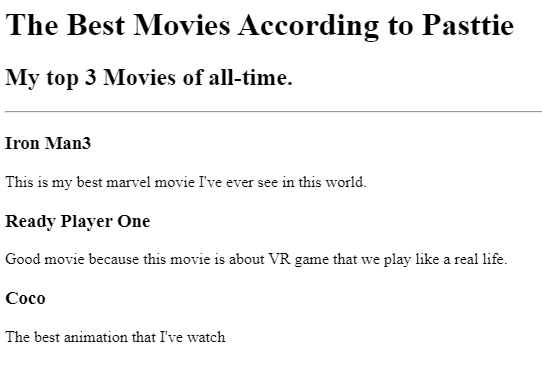 The Best Movies According to Pasttie
My top 3 Movies of all-time.
Iron Man3
This is my best marvel movie I've ever see in this world.
Ready Player One
Good movie because this movie is about VR game that we play like a real life.
Coco
The best animation that I've watch